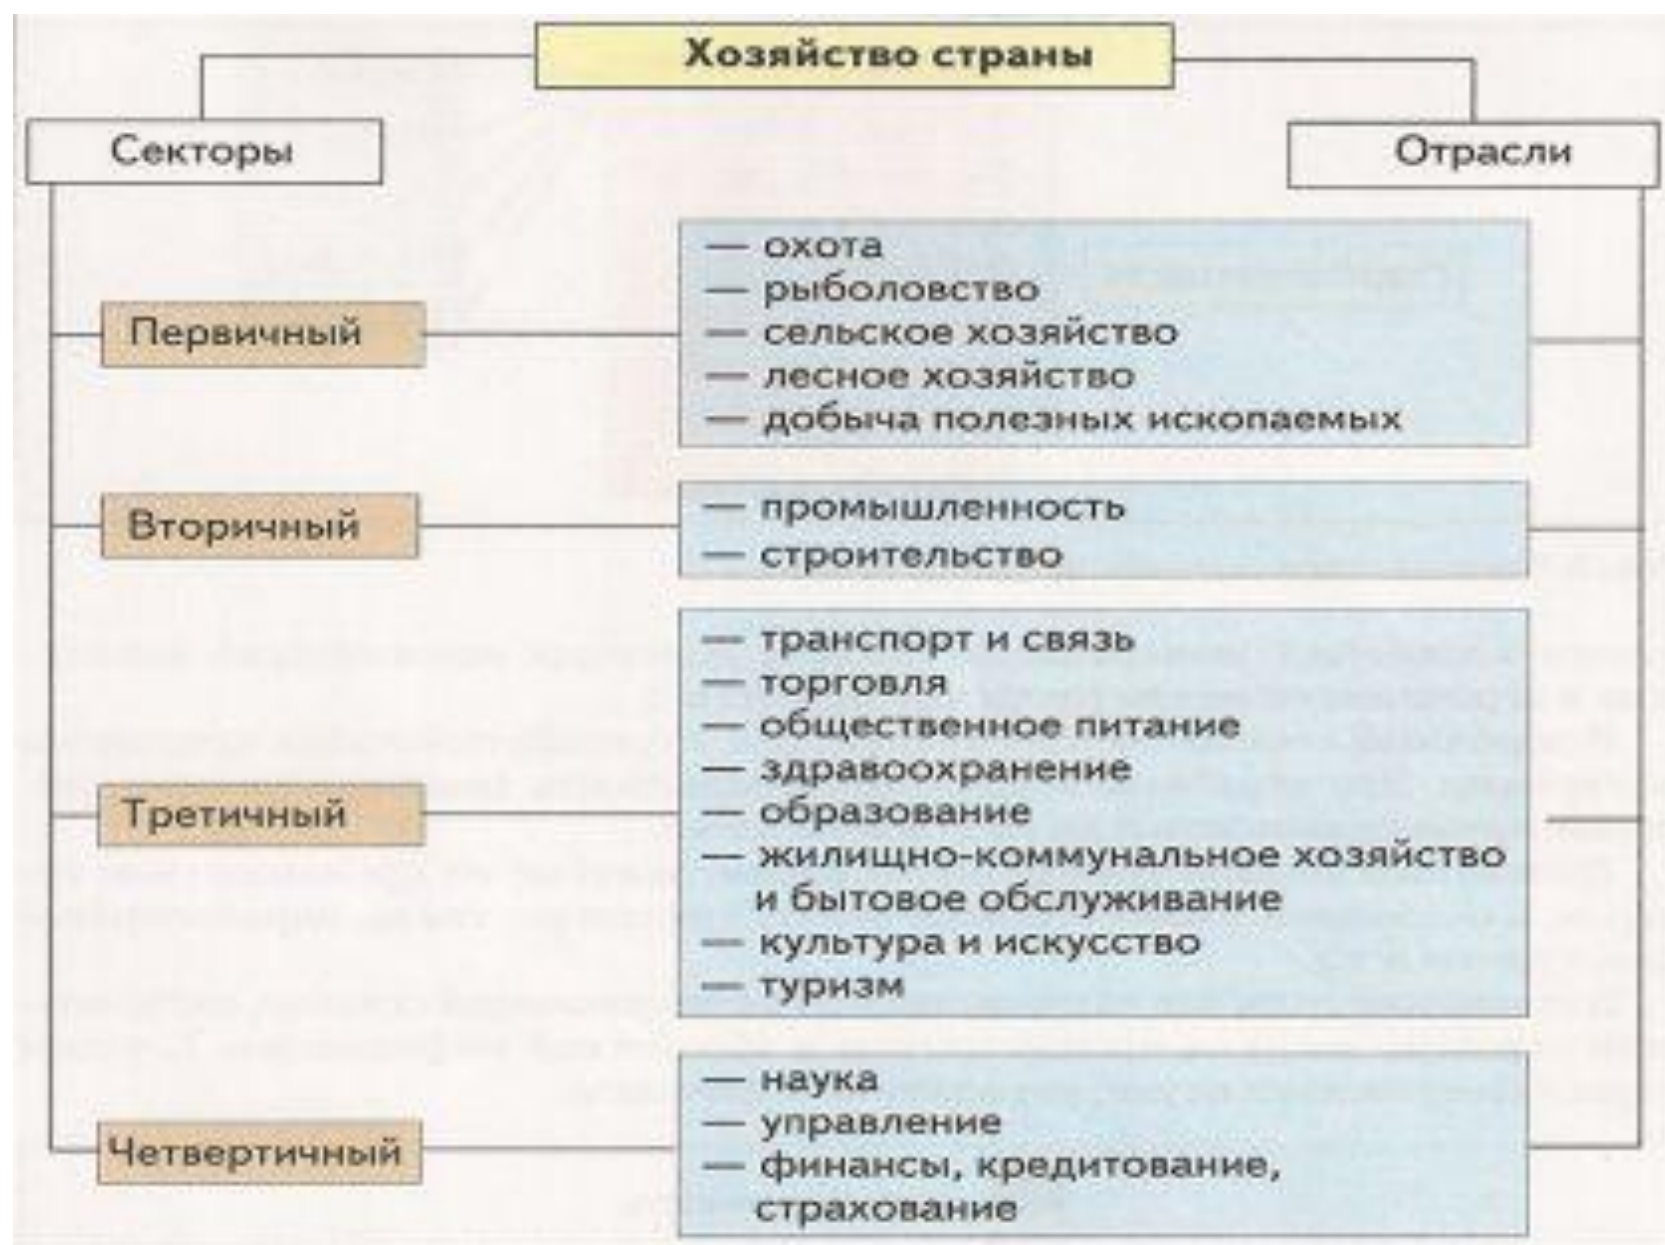 Хозяйство страны
Секторы
Отрасли
Первичный
— охота
— рыболовство
— сельское хозяйство
— лесное хозяйство
— добыча полезных ископаемых
Вторичный
— промышленность
— строительство
Третичный
— транспорт и связь
— торговля
— общественное питание
— здравоохранение
— образование
— жилищно-коммунальное хозяйство
и бытовое обслуживание
— культура и искусство
— туризм
Четвертичный
— наука
— управление
— финансы, кредитование,
страхование